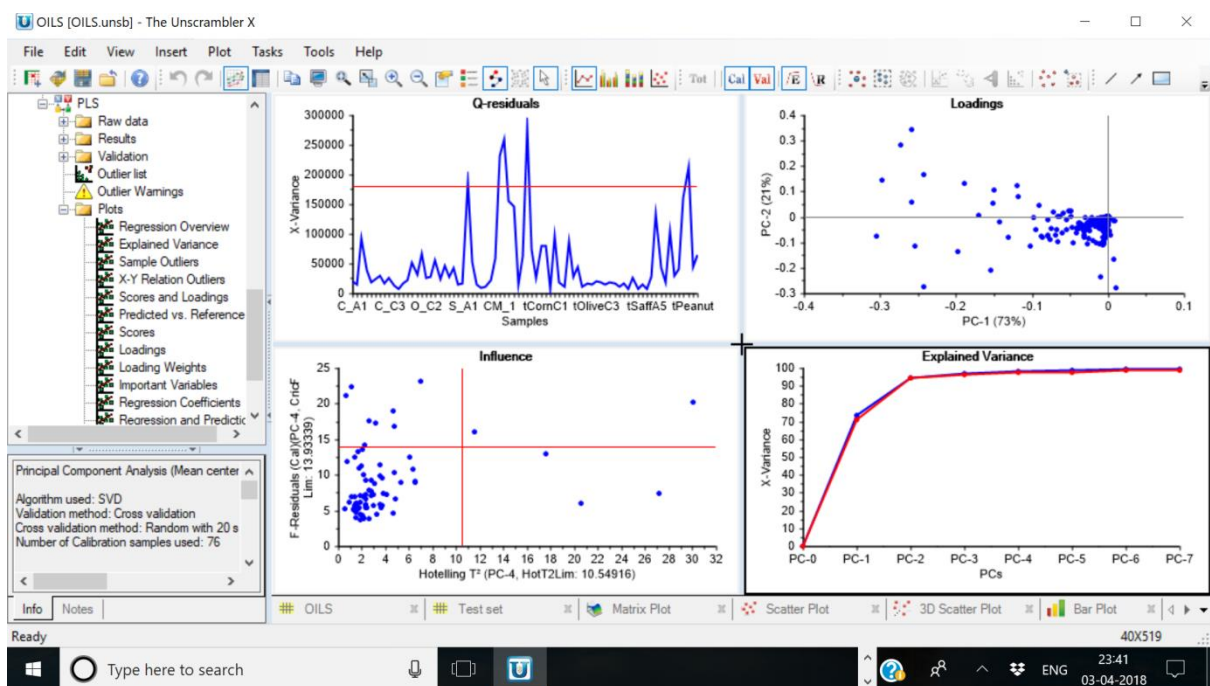 OILS [OILS.unsb] - The Unscrambler X
File Edit View Insert Plot Tasks Tools Help
Tot Cal Val E R
PLS
Raw data
Results
Validation
Outlier list
Outlier Warnings
Plots
Regression Overview
Explained Variance
Sample Outliers
X-Y Relation Outliers
Scores and Loadings
Predicted vs. Reference
Scores
Loadings
Loading Weights
Important Variables
Regression Coefficients
Regression and Predictic
Principal Component Analysis (Mean center
Algorithm used: SVD
Validation method: Cross validation
Cross validation method: Random with 20 s
Number of Calibration samples used: 76
Info Notes
Q-residuals
X-Variance
300000
250000
200000
150000
100000
50000
0
C_A1 C_C3 O_C2 S_A1 CM_1 tCornC1 tOliveC3 tSaffA5 tPeanut
Samples
Loadings
PC-2 (21%)
0.4
0.3
0.2
0.1
0
-0.1
-0.2
-0.3
-0.4 -0.3 -0.2 -0.1 0 0.1
PC-1 (73%)
Influence
F-Residuals (Cal)(PC-4, CricF
Lim: 13.93339)
25
20
15
10
5
0
0 2 4 6 8 10 12 14 16 18 20 22 24 26 28 30 32
Hotelling T² (PC-4, HotT2Lim: 10.54916)
Explained Variance
X-Variance
100
90
80
70
60
50
40
30
20
10
0
PC-0 PC-1 PC-2 PC-3 PC-4 PC-5 PC-6 PC-7
PCs
OILS Test set Matrix Plot Scatter Plot 3D Scatter Plot Bar Plot
Ready
40X519
Type here to search
ENG
23:41
03-04-2018